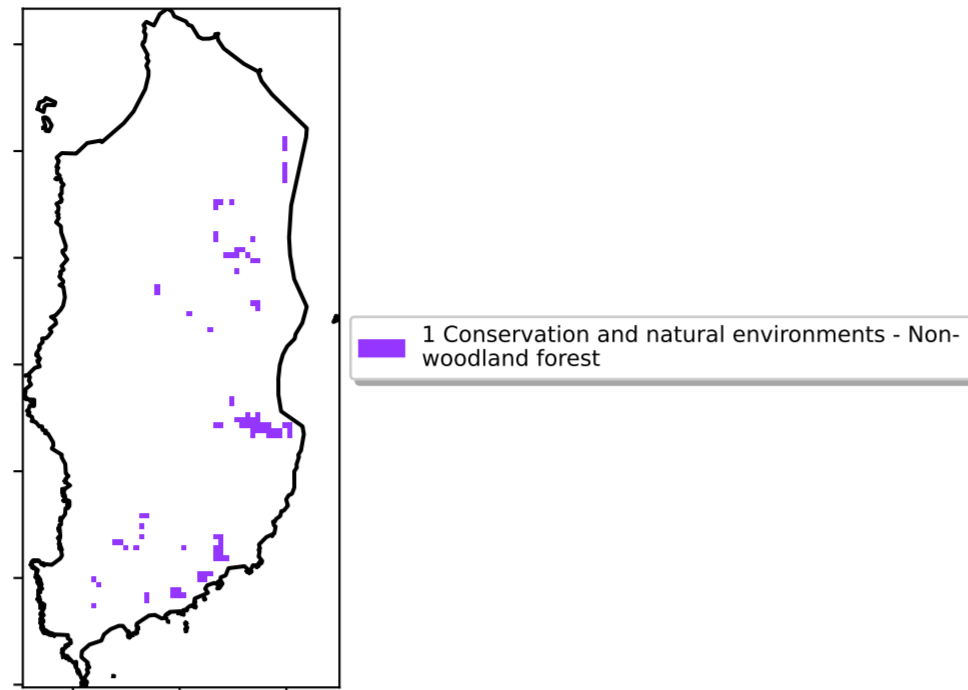 1 Conservation and natural environments - Non-
woodland forest